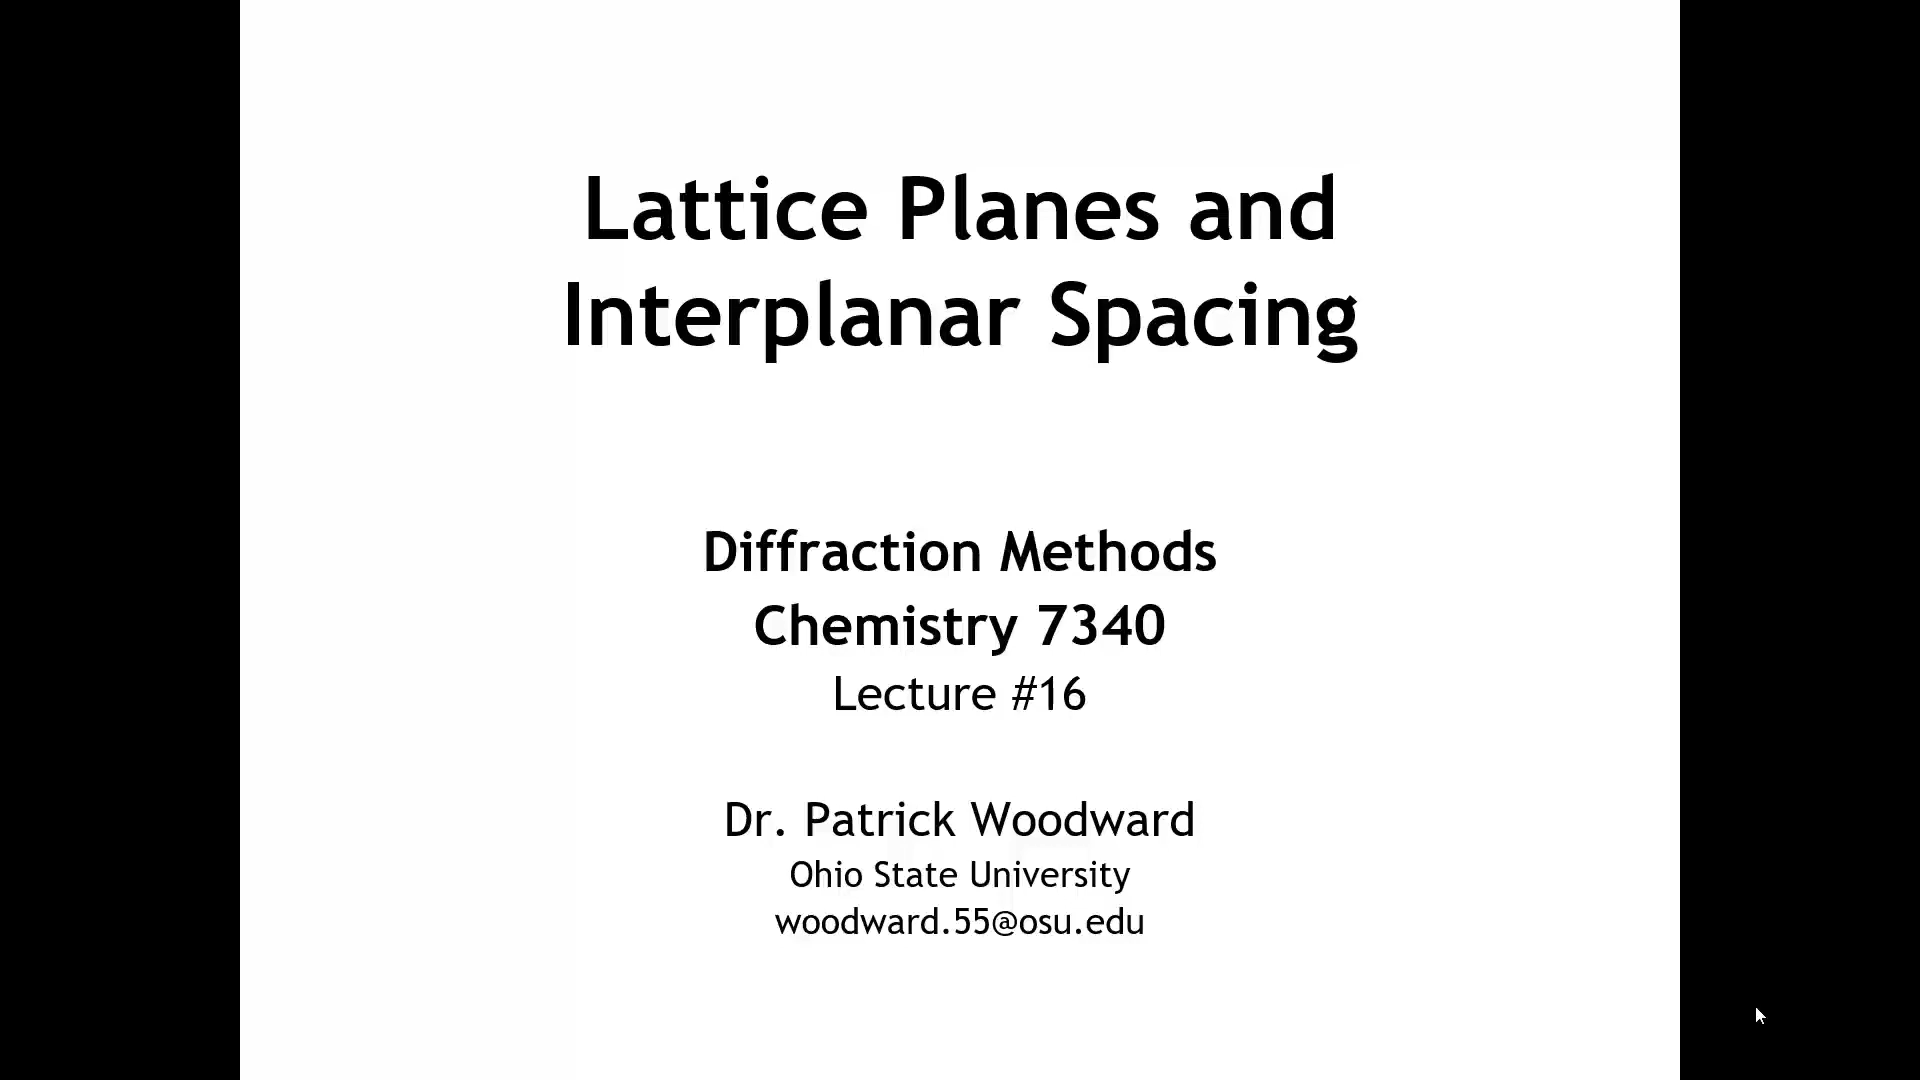 Lattice Planes and
Interplanar Spacing
Diffraction Methods
Chemistry 7340
Lecture #16
Dr. Patrick Woodward
Ohio State University
woodward.55@osu.edu